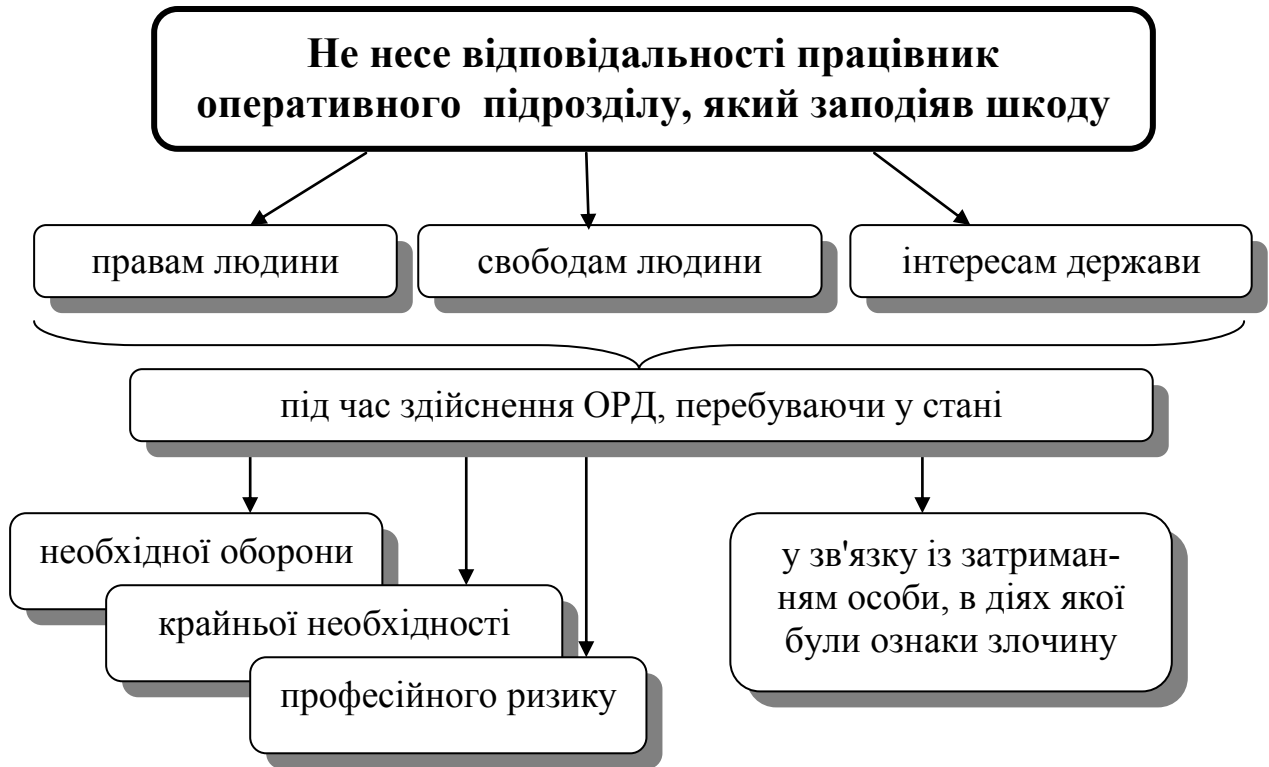 Не несе відповідальності працівник
оперативного підрозділу, який заподіяв шкоду
правам людини
свободам людини
інтересам держави
під час здійснення ОРД, перебуваючи у стані
необхідної оборони
крайньої необхідності
професійного ризику
у зв'язку із затриман-
ням особи, в діях якої
були ознаки злочину